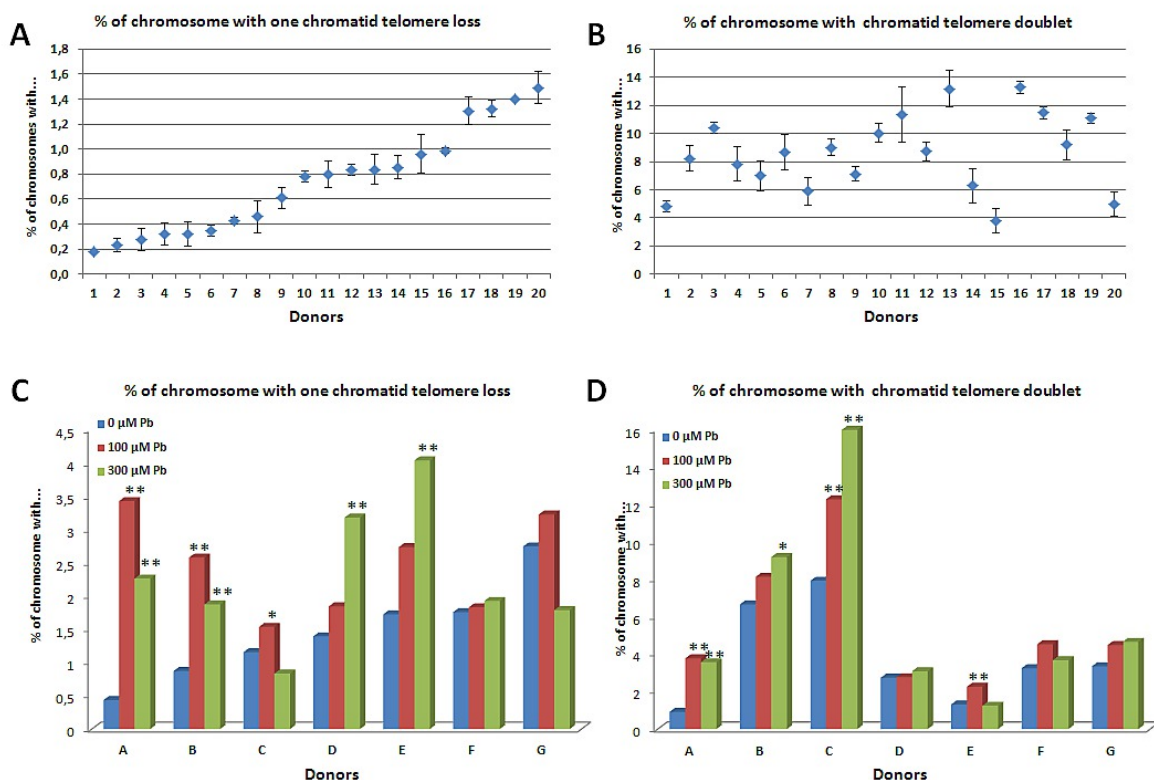 A
% of chromosome with one chromatid telomere loss
% of chromosomes with...
1,8
1,6
1,4
1,2
1,0
0,8
0,6
0,4
0,2
0,0
1 2 3 4 5 6 7 8 9 10 11 12 13 14 15 16 17 18 19 20
Donors
B
% of chromosome with chromatid telomere doublet
% of chromosome with...
16
14
12
10
8
6
4
2
0
1 2 3 4 5 6 7 8 9 10 11 12 13 14 15 16 17 18 19 20
Donors
C
% of chromosome with one chromatid telomere loss
0 µM Pb
100 µM Pb
300 µM Pb
% of chromosome with...
4,5
4
3,5
3
2,5
2
1,5
1
0,5
0
** ** ** ** * ** **
A B C D E F G
Donors
D
% of chromosome with chromatid telomere doublet
0 µM Pb
100 µM Pb
300 µM Pb
% of chromosome with...
16
14
12
10
8
6
4
2
0
** ** * ** ** **
A B C D E F G
Donors